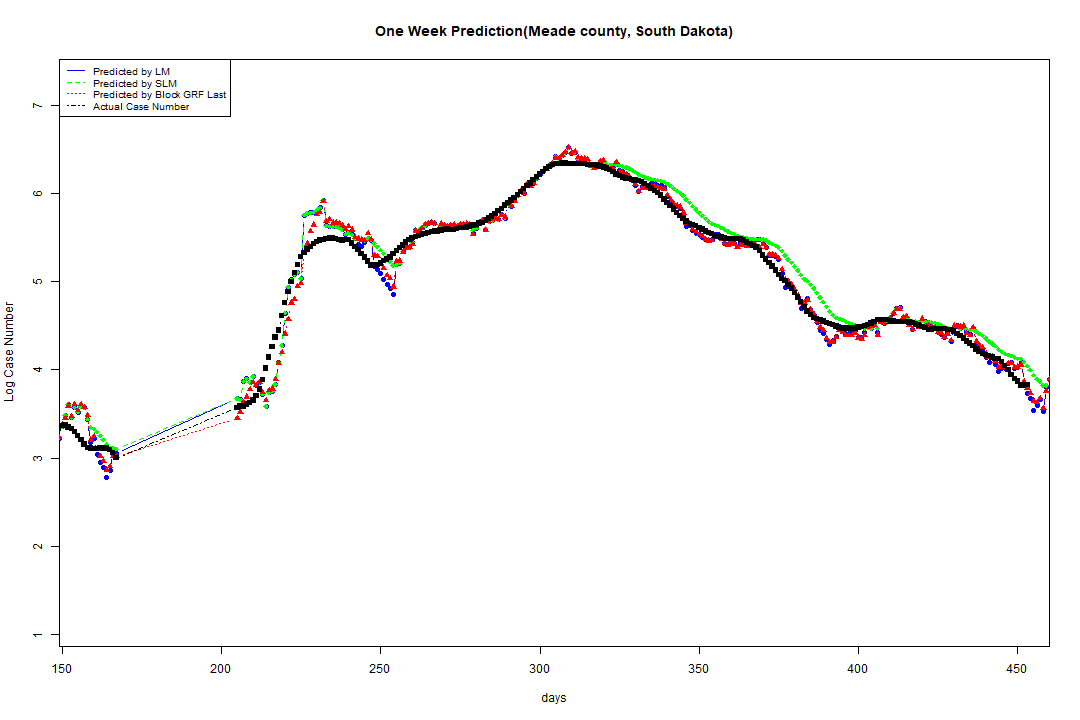 One Week Prediction(Meade county, South Dakota)
Predicted by LM
Predicted by SLM
Predicted by Block GRF Last
Actual Case Number
7
6
5
4
3
2
1
Log Case Number
150 200 250 300 350 400 450
days